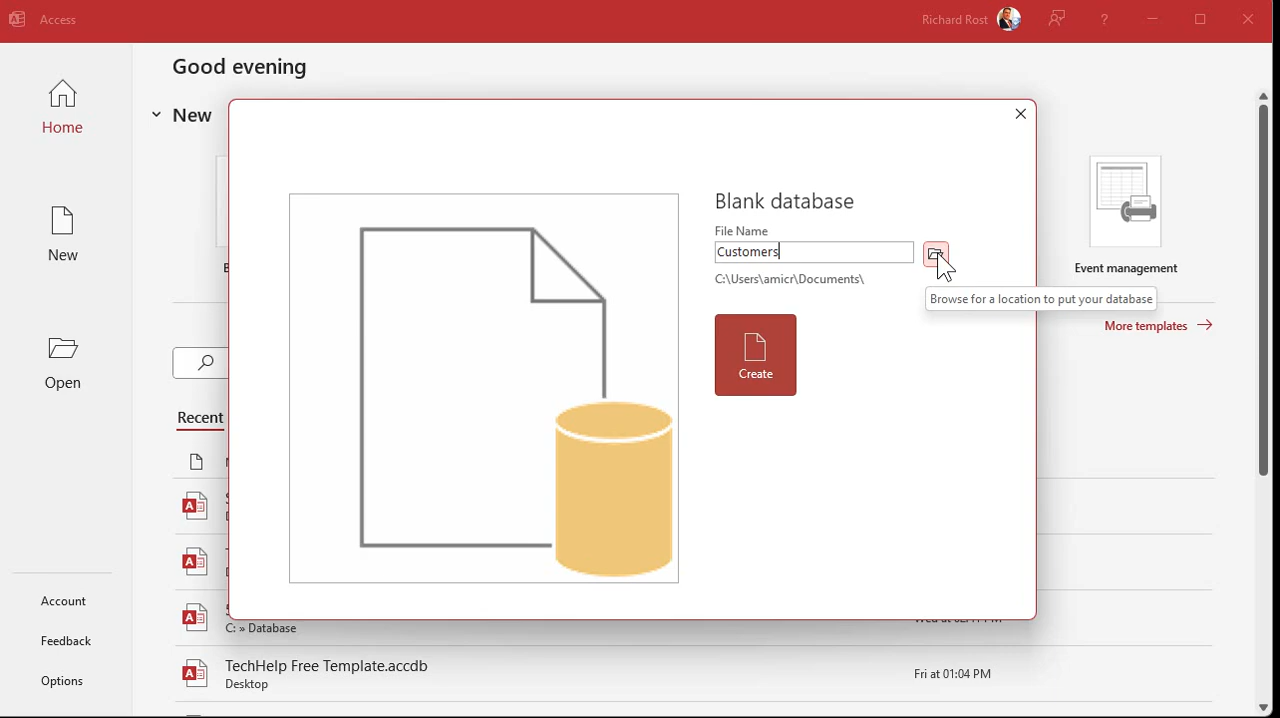 Access
Richard Rost
?
Good evening
Home
New
New
Open
Account
Feedback
Options
Blank database
File Name
Customers
C:\Users\amicr\Documents\
Browse for a location to put your database
Create
Event management
More templates
Recent
C: » Database
TechHelp Free Template.accdb
Desktop
Fri at 01:04 PM